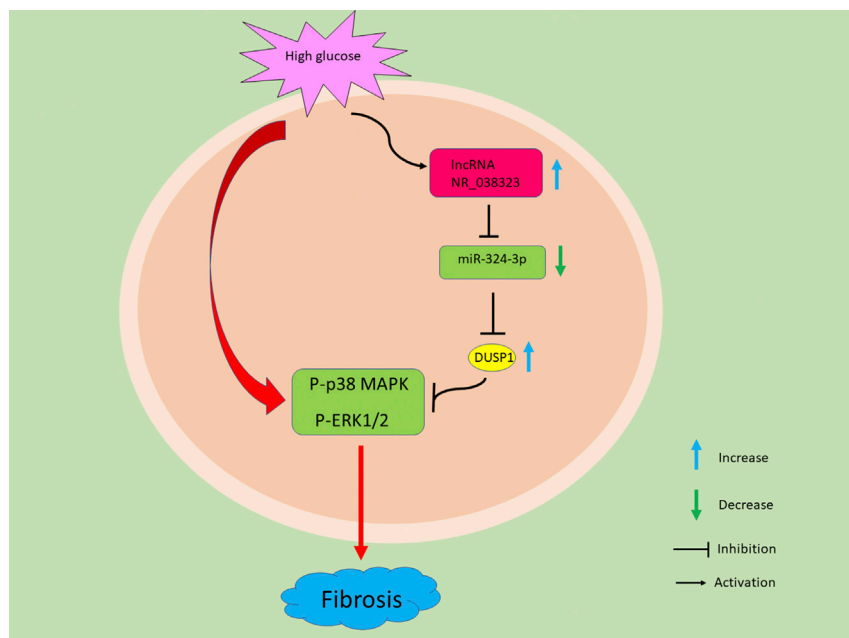 High glucose
lncRNA
NR_038323
miR-324-3p
DUSP1
P-p38 MAPK
P-ERK1/2
Fibrosis
Increase
Decrease
Inhibition
Activation